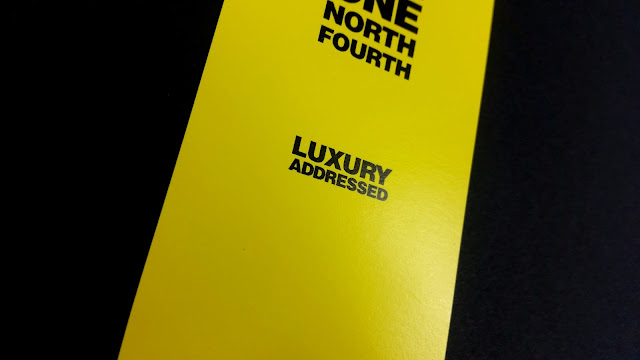 ONE
NORTH
FOURTH
LUXURY
ADDRESSED